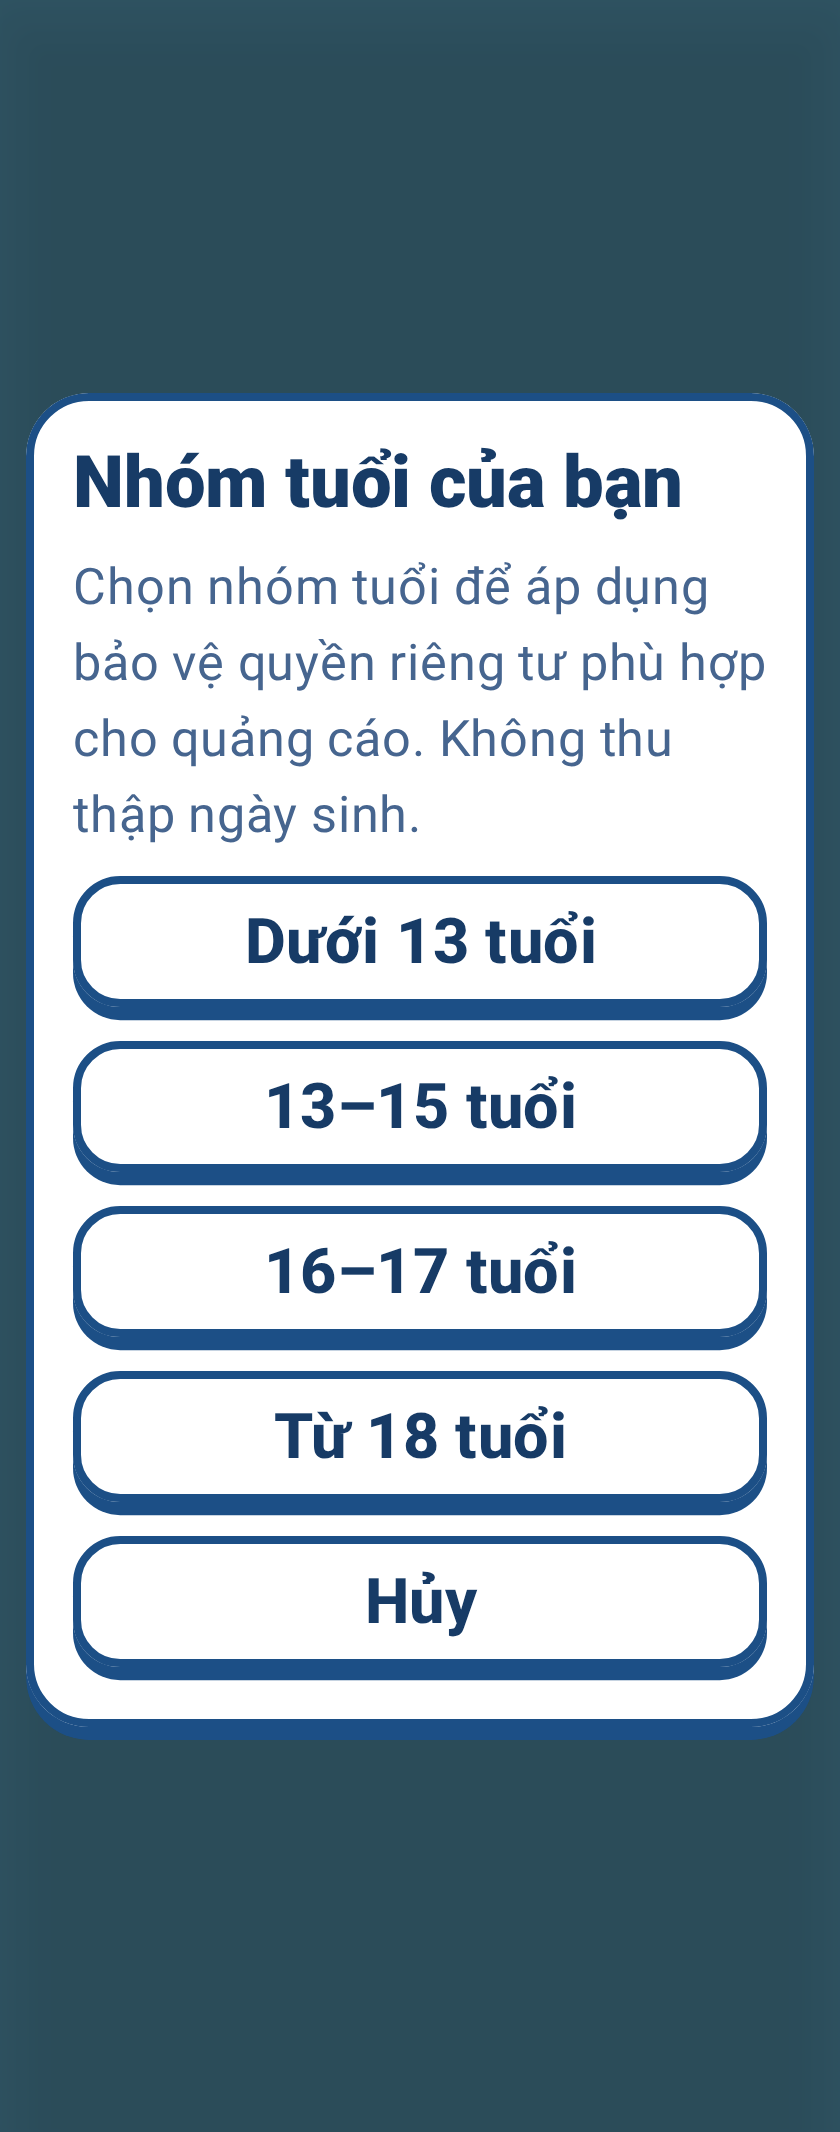 Nhóm tuổi của bạn
Chọn nhóm tuổi để áp dụng
bảo vệ quyền riêng tư phù hợp
cho quảng cáo. Không thu
thập ngày sinh.
Dưới 13 tuổi
13–15 tuổi
16–17 tuổi
Từ 18 tuổi
Hủy